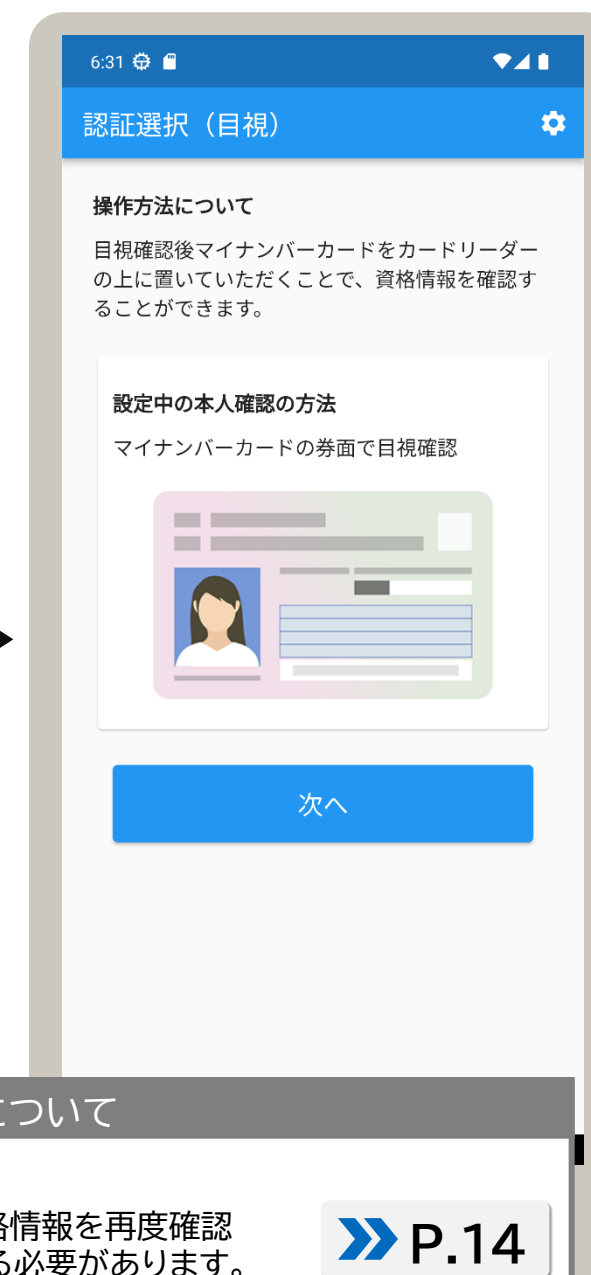 6:31
認証選択（目視）
操作方法について
目視確認後マイナンバーカードをカードリーダー
の上に置いていただくことで、資格情報を確認す
ることができます。
設定中の本人確認の方法
マイナンバーカードの券面で目視確認
次へ
について
格情報を再度確認
る必要があります。
P.14